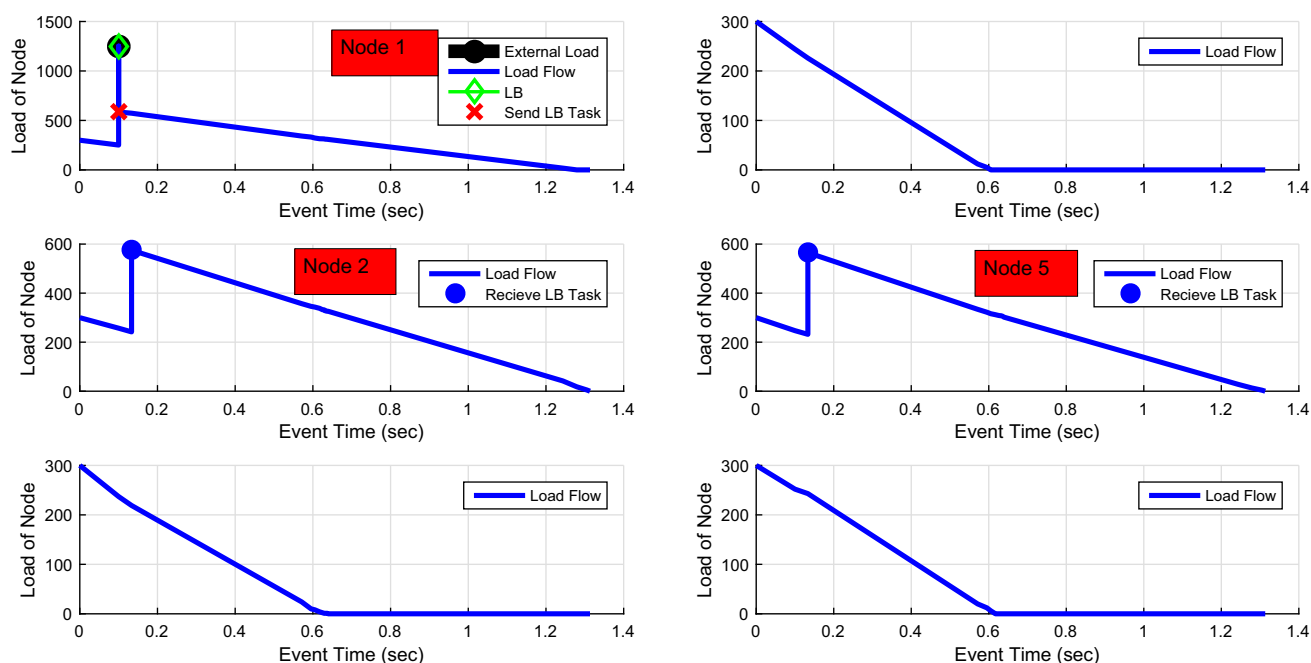 1500
1000
500
0
Load of Node
0 0.2 0.4 0.6 0.8 1 1.2 1.4
Event Time (sec)
Node 1
External Load
Load Flow
LB
Send LB Task
300
200
100
0
Load of Node
0 0.2 0.4 0.6 0.8 1 1.2 1.4
Event Time (sec)
Load Flow
600
400
200
0
Load of Node
0 0.2 0.4 0.6 0.8 1 1.2 1.4
Event Time (sec)
Node 2
Load Flow
Recieve LB Task
600
400
200
0
Load of Node
0 0.2 0.4 0.6 0.8 1 1.2 1.4
Event Time (sec)
Node 5
Load Flow
Recieve LB Task
300
200
100
0
Load of Node
0 0.2 0.4 0.6 0.8 1 1.2 1.4
Event Time (sec)
Load Flow
300
200
100
0
Load of Node
0 0.2 0.4 0.6 0.8 1 1.2 1.4
Event Time (sec)
Load Flow